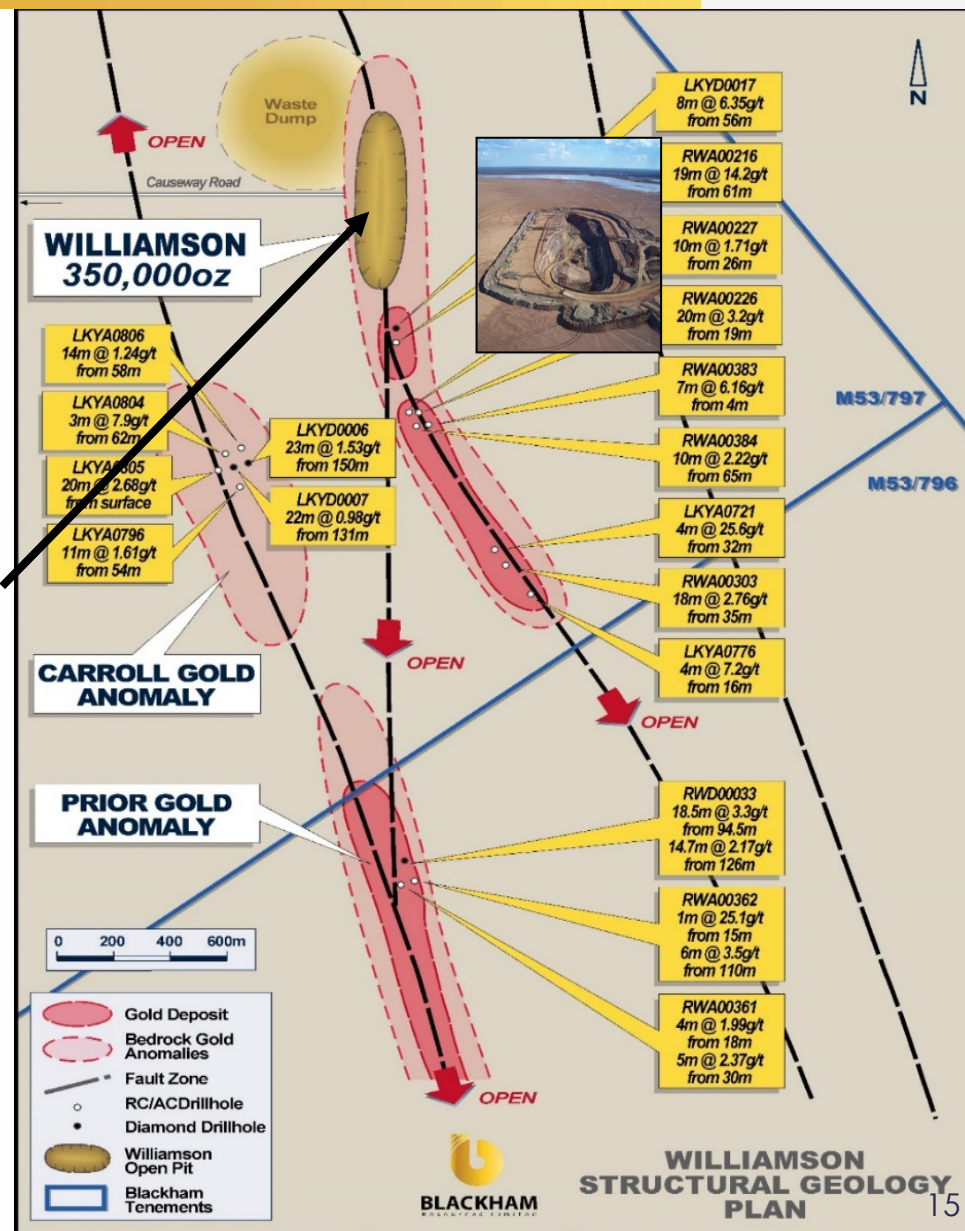 Waste
Dump
N
OPEN
Causeway Road
WILLIAMSON
350,000oz
LKYD0017
8m @ 6.35g/t
from 56m
RWA00216
19m @ 14.2g/t
from 61m
RWA00227
10m @ 1.71g/t
from 26m
RWA00226
20m @ 3.2g/t
from 19m
RWA00383
7m @ 6.16g/t
from 4m
RWA00384
10m @ 2.22g/t
from 65m
LKYA0721
4m @ 25.6g/t
from 32m
RWA00303
18m @ 2.76g/t
from 35m
LKYA0776
4m @ 7.2g/t
from 16m
M53/797
M53/796
LKYA0806
14m @ 1.24g/t
from 58m
LKYA0804
3m @ 7.9g/t
from 62m
LKYA0805
20m @ 2.68g/t
from surface
LKYA0796
11m @ 1.61g/t
from 54m
LKYD0006
23m @ 1.53g/t
from 150m
LKYD0007
22m @ 0.98g/t
from 131m
OPEN
OPEN
CARROLL GOLD
ANOMALY
PRIOR GOLD
ANOMALY
RWD00033
18.5m @ 3.3g/t
from 94.5m
14.7m @ 2.17g/t
from 126m
RWA00362
1m @ 25.1g/t
from 15m
6m @ 3.5g/t
from 110m
RWA00361
4m @ 1.99g/t
from 18m
5m @ 2.37g/t
from 30m
OPEN
0 200 400 600m
Gold Deposit
Bedrock Gold
Anomalies
Fault Zone
RC/ACDrillhole
Diamond Drillhole
Williamson
Open Pit
Blackham
Tenements
BLACKHAM
Resources Limited
WILLIAMSON
STRUCTURAL GEOLOGY
PLAN
15